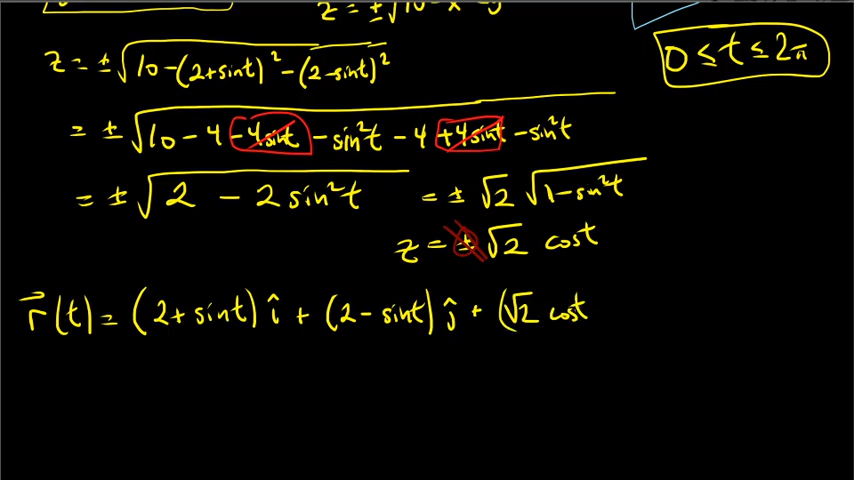 z = ±√10 - x - y
0 ≤ t ≤ 2π
z = ±√10 - (2+sint)² - (2-sint)²
= ±√10 - 4 - 4sint - sin²t - 4 + 4sint - sin²t
= ±√2 - 2sin²t = ±√2 √1-sin²t
z = ± √2 cost
r⃗(t) = (2+sint) î + (2-sint) ĵ + (√2 cost